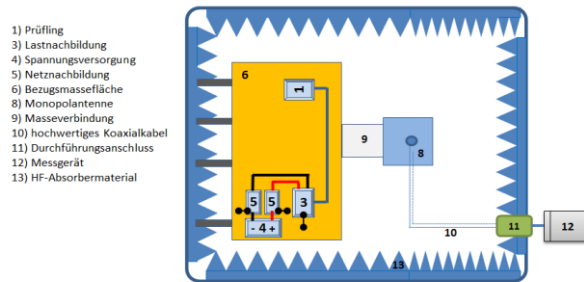 1) Prüfling
3) Lastnachbildung
4) Spannungsversorgung
5) Netznachbildung
6) Bezugsmassefläche
8) Monopolantenne
9) Masseverbindung
10) hochwertiges Koaxialkabel
11) Durchführungsanschluss
12) Messgerät
13) HF-Absorbermaterial
6
1
9
8
5
5
3
- 4 +
10
11
12
13